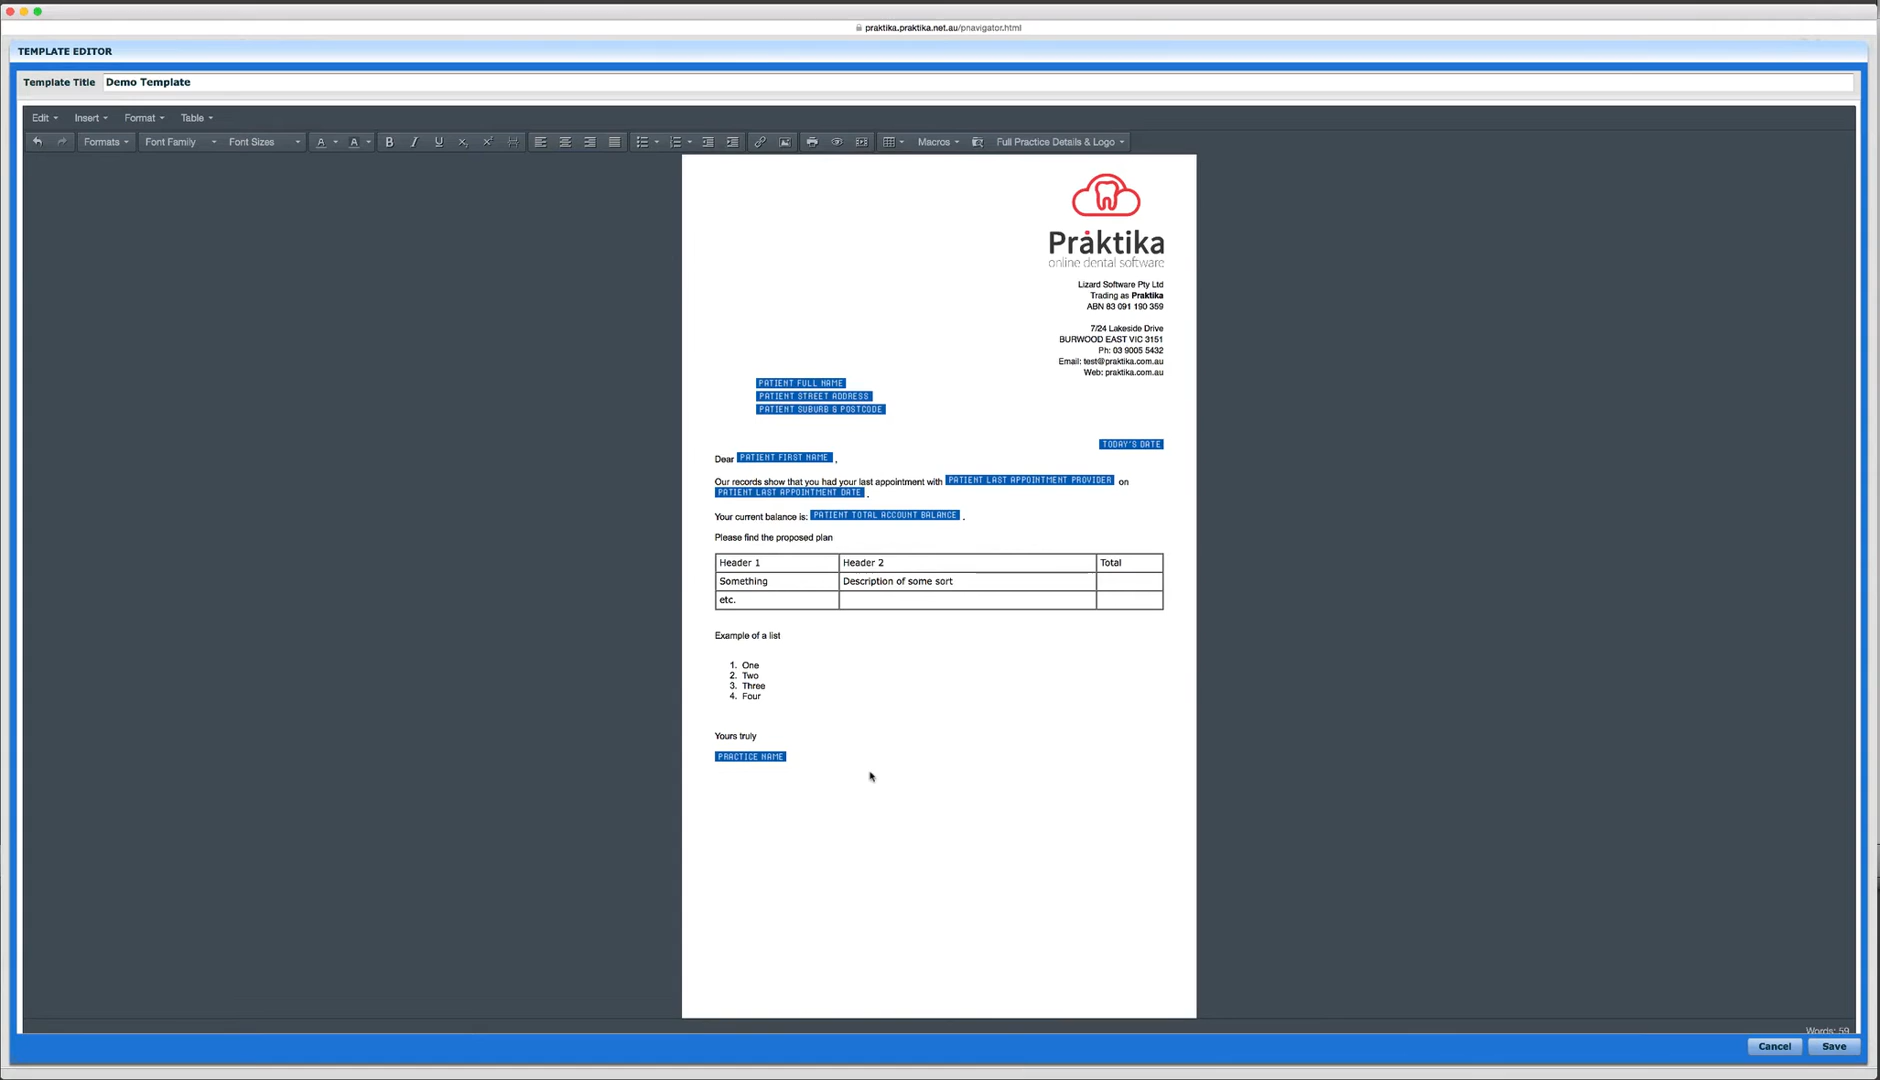 praktika.praktika.net.au/pnavigator.html
TEMPLATE EDITOR
Template Title Demo Template
Edit Insert Format Table
Formats Font Family Font Sizes A A B I U X X Macros Full Practice Details & Logo
Pråktika
online dental software
Lizard Software Pty Ltd
Trading as Praktika
ABN 83 091 190 359
7/24 Lakeside Drive
BURWOOD EAST VIC 3151
Ph: 03 9005 5432
Email: test@praktika.com.au
Web: praktika.com.au
PATIENT FULL NAME
PATIENT STREET ADDRESS
PATIENT SUBURB & POSTCODE
TODAY'S DATE
Dear PATIENT FIRST NAME ,
Our records show that you had your last appointment with PATIENT LAST APPOINTMENT PROVIDER on
PATIENT LAST APPOINTMENT DATE .
Your current balance is: PATIENT TOTAL ACCOUNT BALANCE .
Please find the proposed plan
Header 1 Header 2 Total
Something Description of some sort
etc.
Example of a list
1. One
2. Two
3. Three
4. Four
Yours truly
PRACTICE NAME
Words: 59
Cancel Save